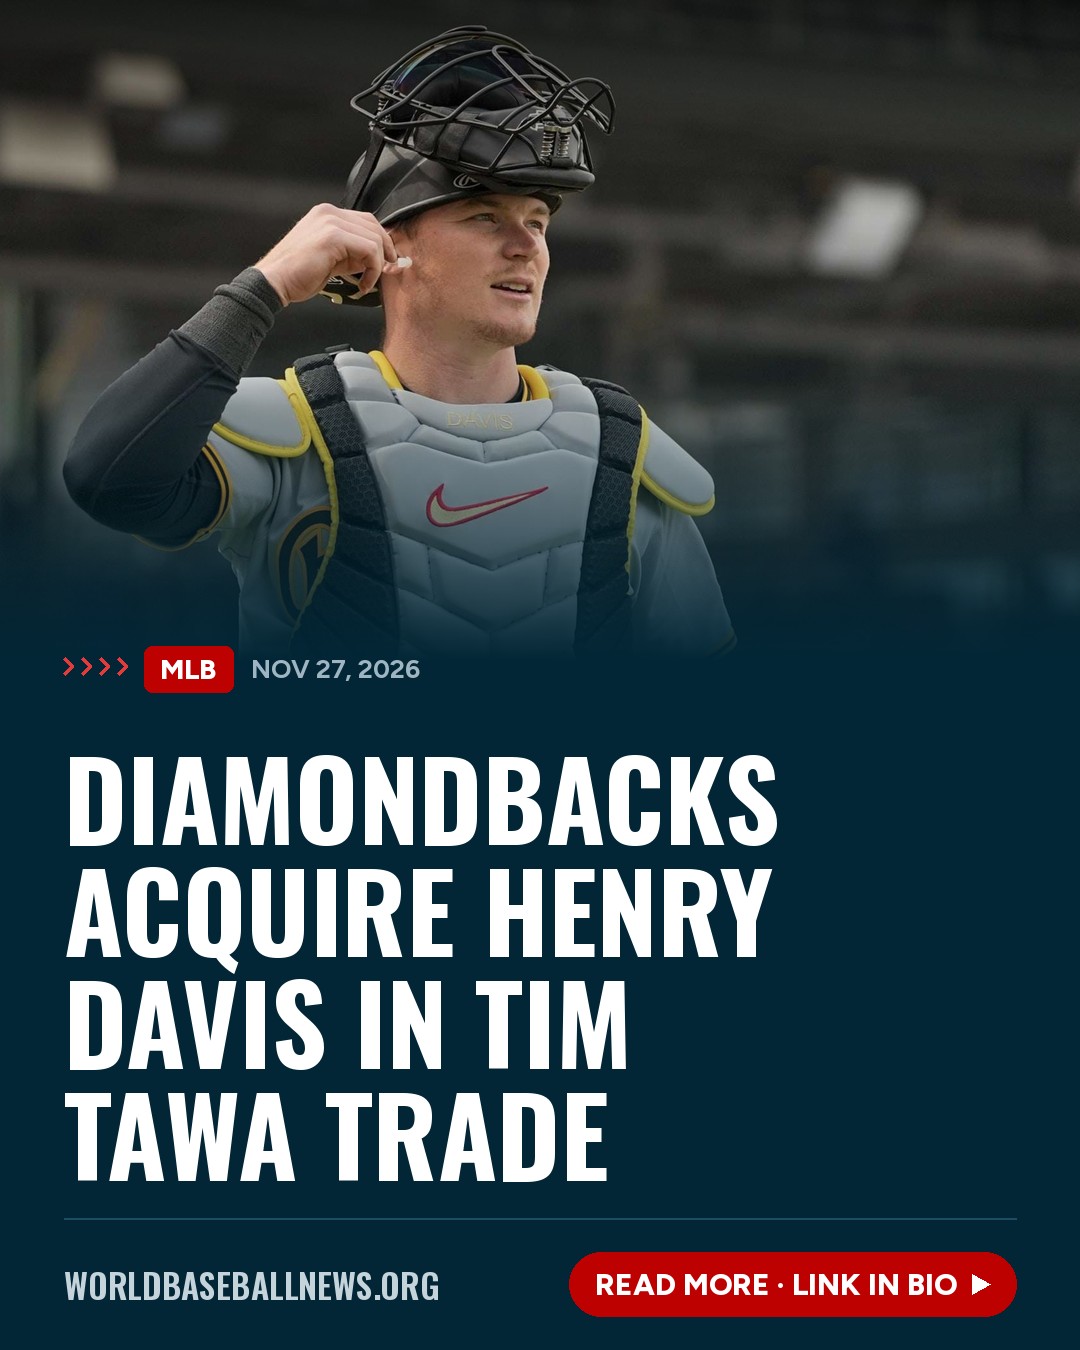 DAVIS
>>>> MLB NOV 27, 2026
DIAMONDBACKS
ACQUIRE HENRY
DAVIS IN TIM
TAWA TRADE
WORLDBASEBALLNEWS.ORG
READ MORE · LINK IN BIO ▶